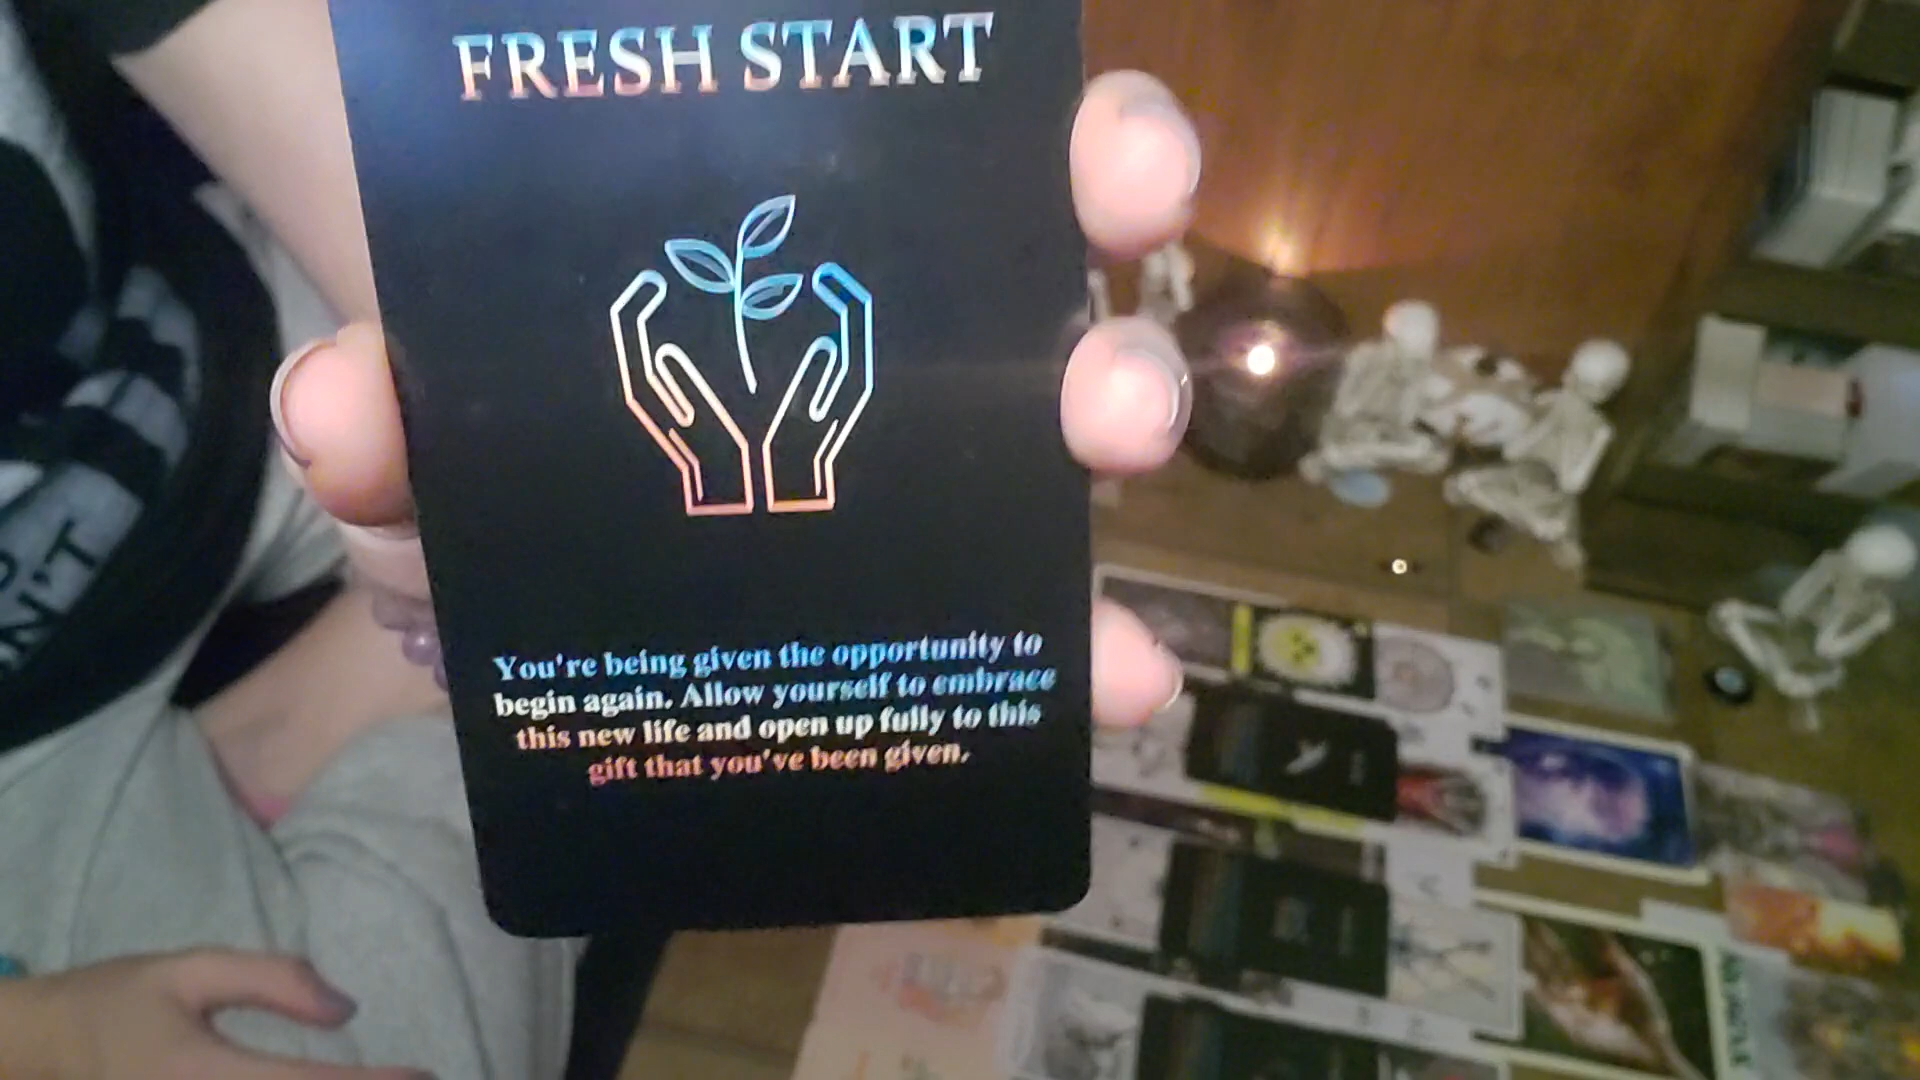 FRESH START
You're being given the opportunity to
begin again. Allow yourself to embrace
this new life and open up fully to this
gift that you've been given.
N'T